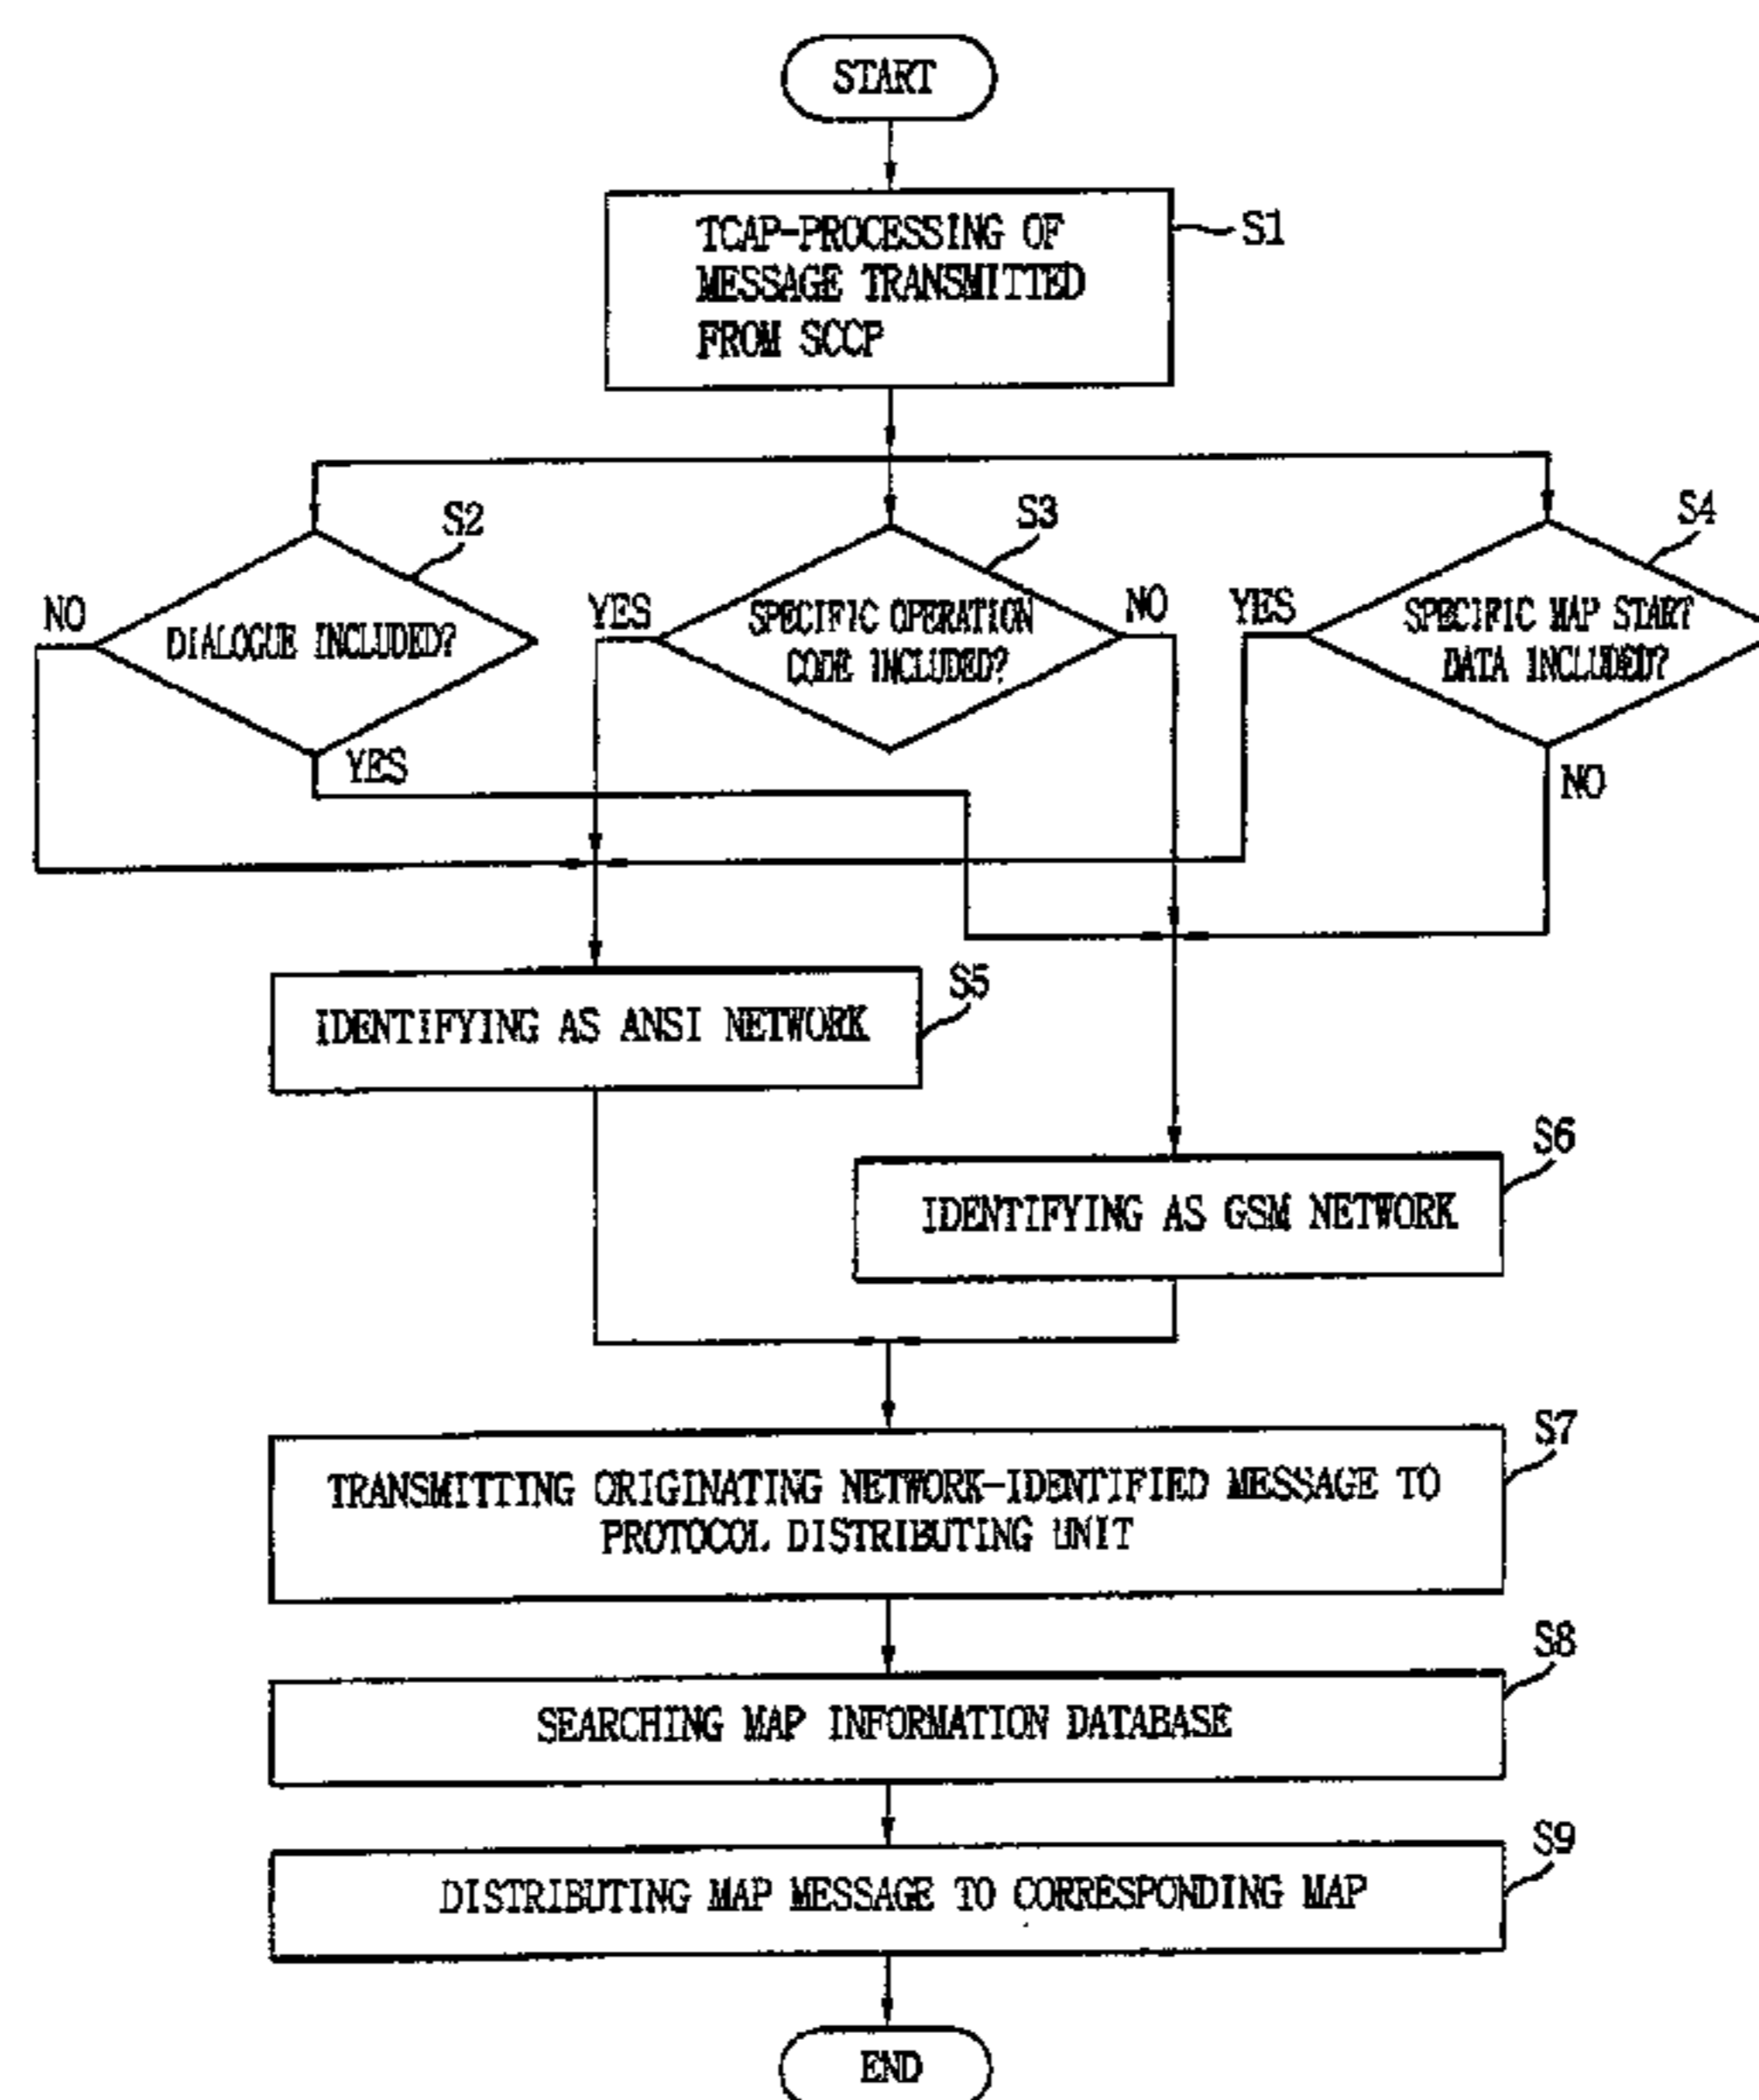 START
TCAP-PROCESSING OF
MESSAGE TRANSMITTED
FROM SCCP
S1
S2
S3
S4
NO
DIALOGUE INCLUDED?
YES
YES
SPECIFIC OPERATION
CODE INCLUDED?
NO
YES
SPECIFIC MAP START
DATA INCLUDED?
NO
S5
IDENTIFYING AS ANSI NETWORK
S6
IDENTIFYING AS GSM NETWORK
S7
TRANSMITTING ORIGINATING NETWORK-IDENTIFIED MESSAGE TO
PROTOCOL DISTRIBUTING UNIT
S8
SEARCHING MAP INFORMATION DATABASE
S9
DISTRIBUTING MAP MESSAGE TO CORRESPONDING MAP
END